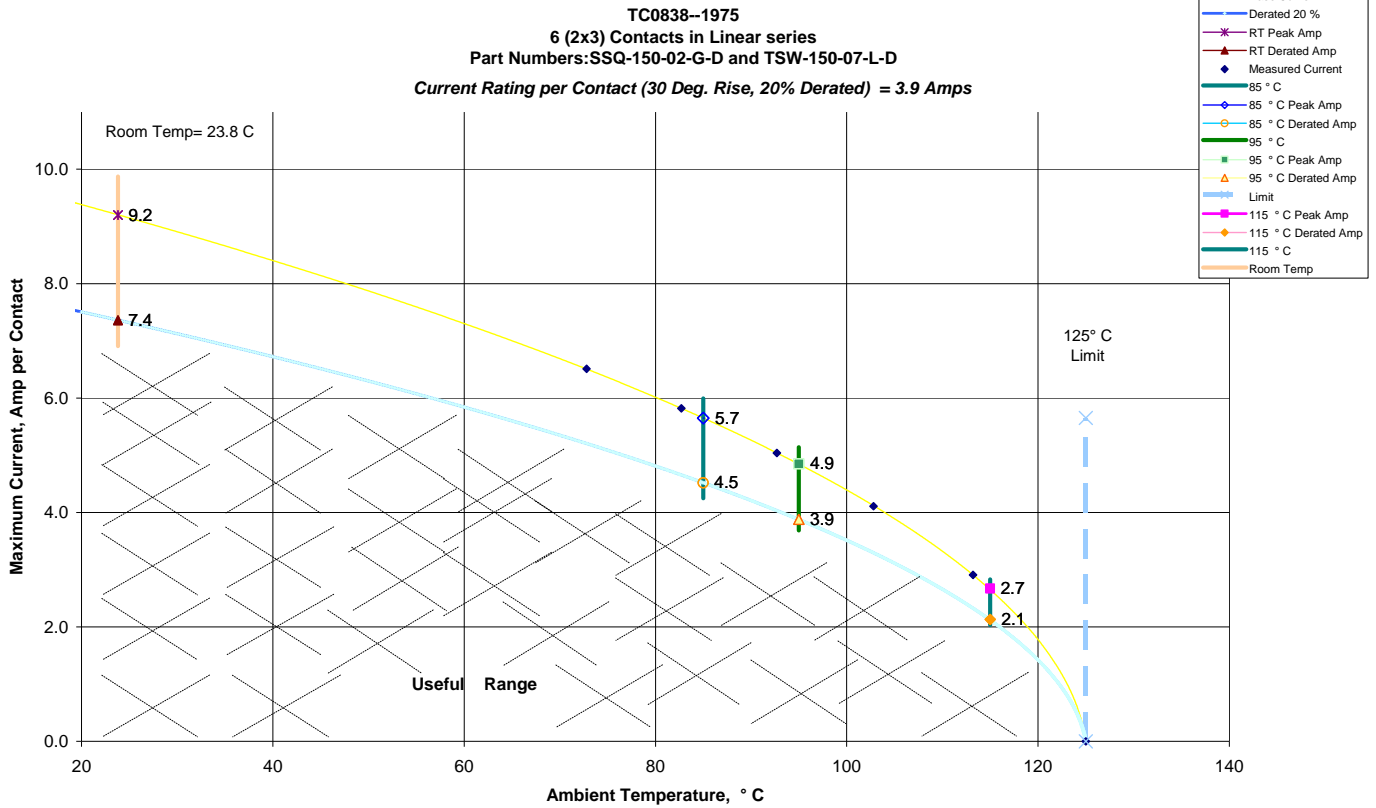 TC0838--1975
6 (2x3) Contacts in Linear series
Part Numbers:SSQ-150-02-G-D and TSW-150-07-L-D
Current Rating per Contact (30 Deg. Rise, 20% Derated) = 3.9 Amps
Derated 20 %
RT Peak Amp
RT Derated Amp
Measured Current
85 ° C
85 ° C Peak Amp
85 ° C Derated Amp
95 ° C
95 ° C Peak Amp
95 ° C Derated Amp
Limit
115 ° C Peak Amp
115 ° C Derated Amp
115 ° C
Room Temp
Room Temp= 23.8 C
Maximum Current, Amp per Contact
10.0
8.0
6.0
4.0
2.0
0.0
9.2
7.4
5.7
4.5
4.9
3.9
2.7
2.1
125° C
Limit
Useful Range
20
40
60
80
100
120
140
Ambient Temperature, ° C